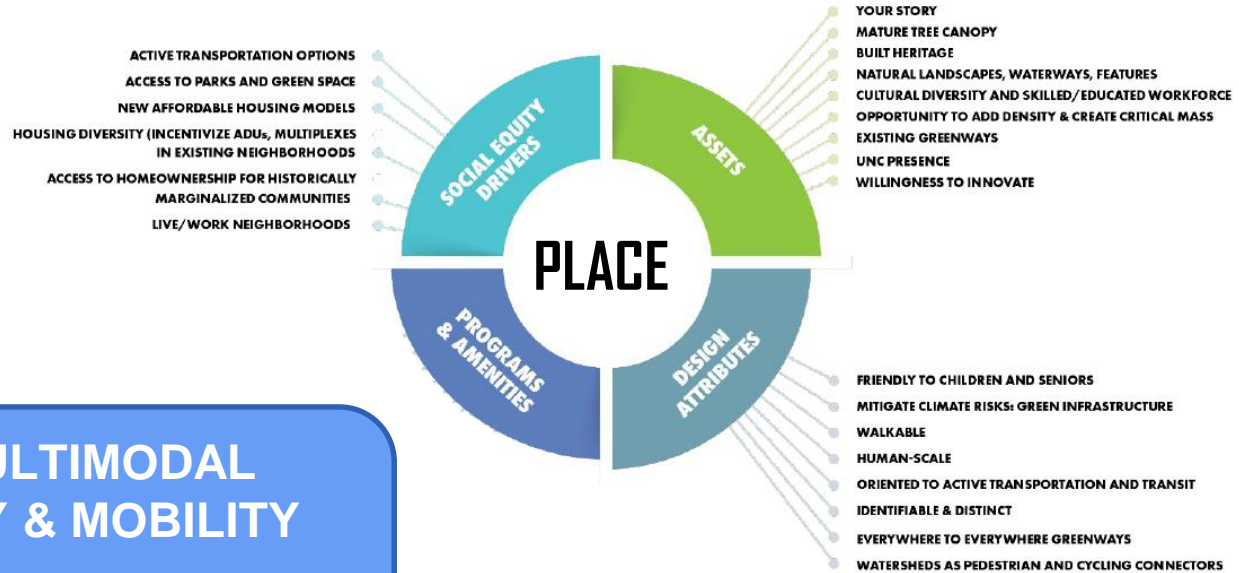 ACTIVE TRANSPORTATION OPTIONS
ACCESS TO PARKS AND GREEN SPACE
NEW AFFORDABLE HOUSING MODELS
HOUSING DIVERSITY (INCENTIVIZE ADUs, MULTIPLEXES
IN EXISTING NEIGHBORHOODS
ACCESS TO HOMEOWNERSHIP FOR HISTORICALLY
MARGINALIZED COMMUNITIES
LIVE/WORK NEIGHBORHOODS
SOCIAL EQUITY
DRIVERS
ASSETS
YOUR STORY
MATURE TREE CANOPY
BUILT HERITAGE
NATURAL LANDSCAPES, WATERWAYS, FEATURES
CULTURAL DIVERSITY AND SKILLED/EDUCATED WORKFORCE
OPPORTUNITY TO ADD DENSITY & CREATE CRITICAL MASS
EXISTING GREENWAYS
UNC PRESENCE
WILLINGNESS TO INNOVATE
PLACE
PROGRAMS
& AMENITIES
DESIGN
ATTRIBUTES
FRIENDLY TO CHILDREN AND SENIORS
MITIGATE CLIMATE RISKS: GREEN INFRASTRUCTURE
WALKABLE
HUMAN-SCALE
ORIENTED TO ACTIVE TRANSPORTATION AND TRANSIT
IDENTIFIABLE & DISTINCT
EVERYWHERE TO EVERYWHERE GREENWAYS
WATERSHEDS AS PEDESTRIAN AND CYCLING CONNECTORS
& MOBILITY